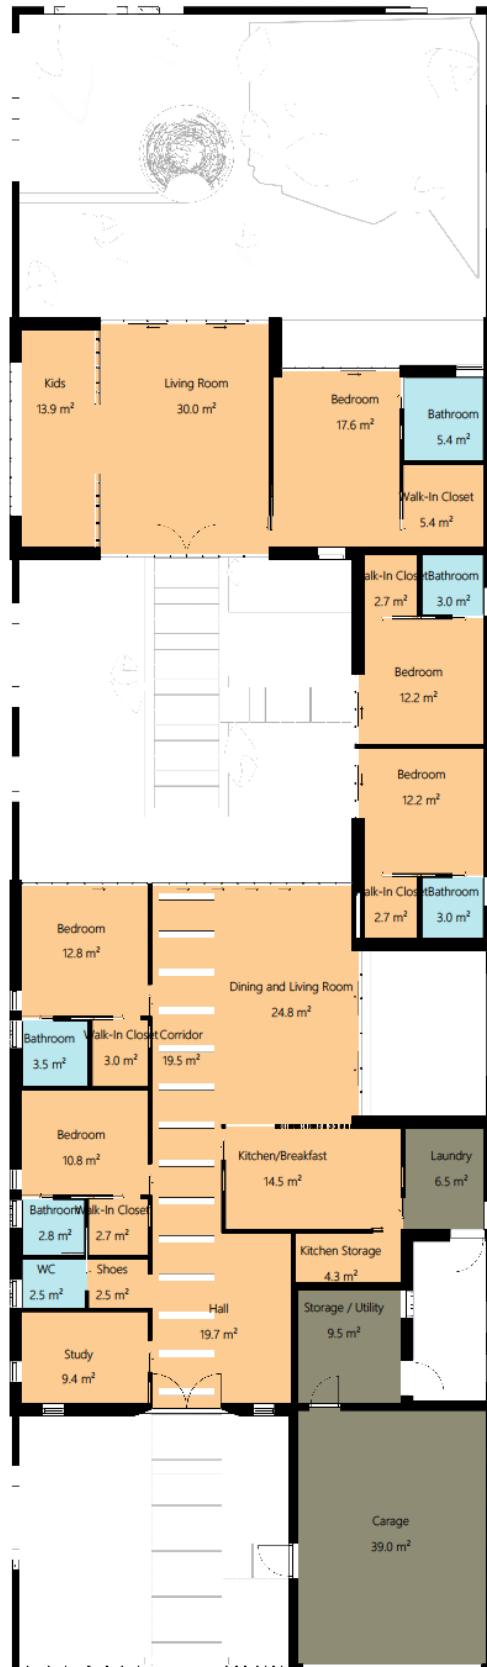 Kids
13.9 m²
Living Room
30.0 m²
Bedroom
17.6 m²
Bathroom
5.4 m²
Walk-In Closet
5.4 m²
Walk-In Closet
2.7 m²
Bathroom
3.0 m²
Bedroom
12.2 m²
Bedroom
12.2 m²
Walk-In Closet
2.7 m²
Bathroom
3.0 m²
Bedroom
12.8 m²
Dining and Living Room
24.8 m²
Bathroom
3.5 m²
Walk-In Closet
3.0 m²
Corridor
19.5 m²
Bedroom
10.8 m²
Kitchen/Breakfast
14.5 m²
Laundry
6.5 m²
Bathroom
2.8 m²
Walk-In Closet
2.7 m²
Kitchen Storage
4.3 m²
WC
2.5 m²
Shoes
2.5 m²
Hall
19.7 m²
Storage / Utility
9.5 m²
Study
9.4 m²
Carage
39.0 m²